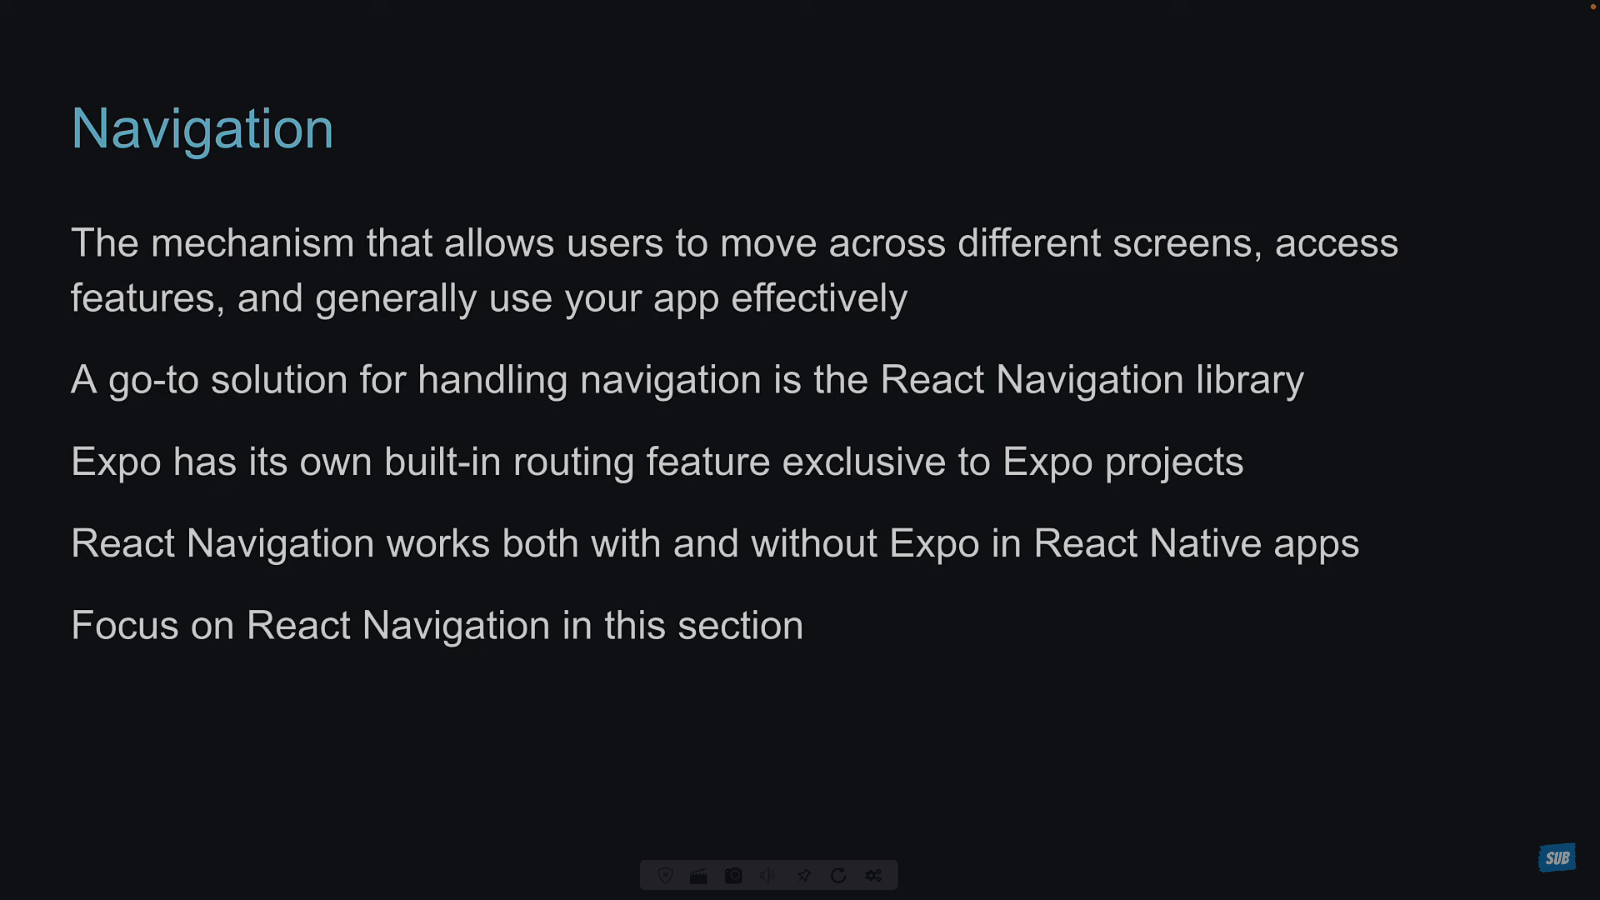 Navigation
The mechanism that allows users to move across different screens, access
features, and generally use your app effectively
A go-to solution for handling navigation is the React Navigation library
Expo has its own built-in routing feature exclusive to Expo projects
React Navigation works both with and without Expo in React Native apps
Focus on React Navigation in this section
SUB